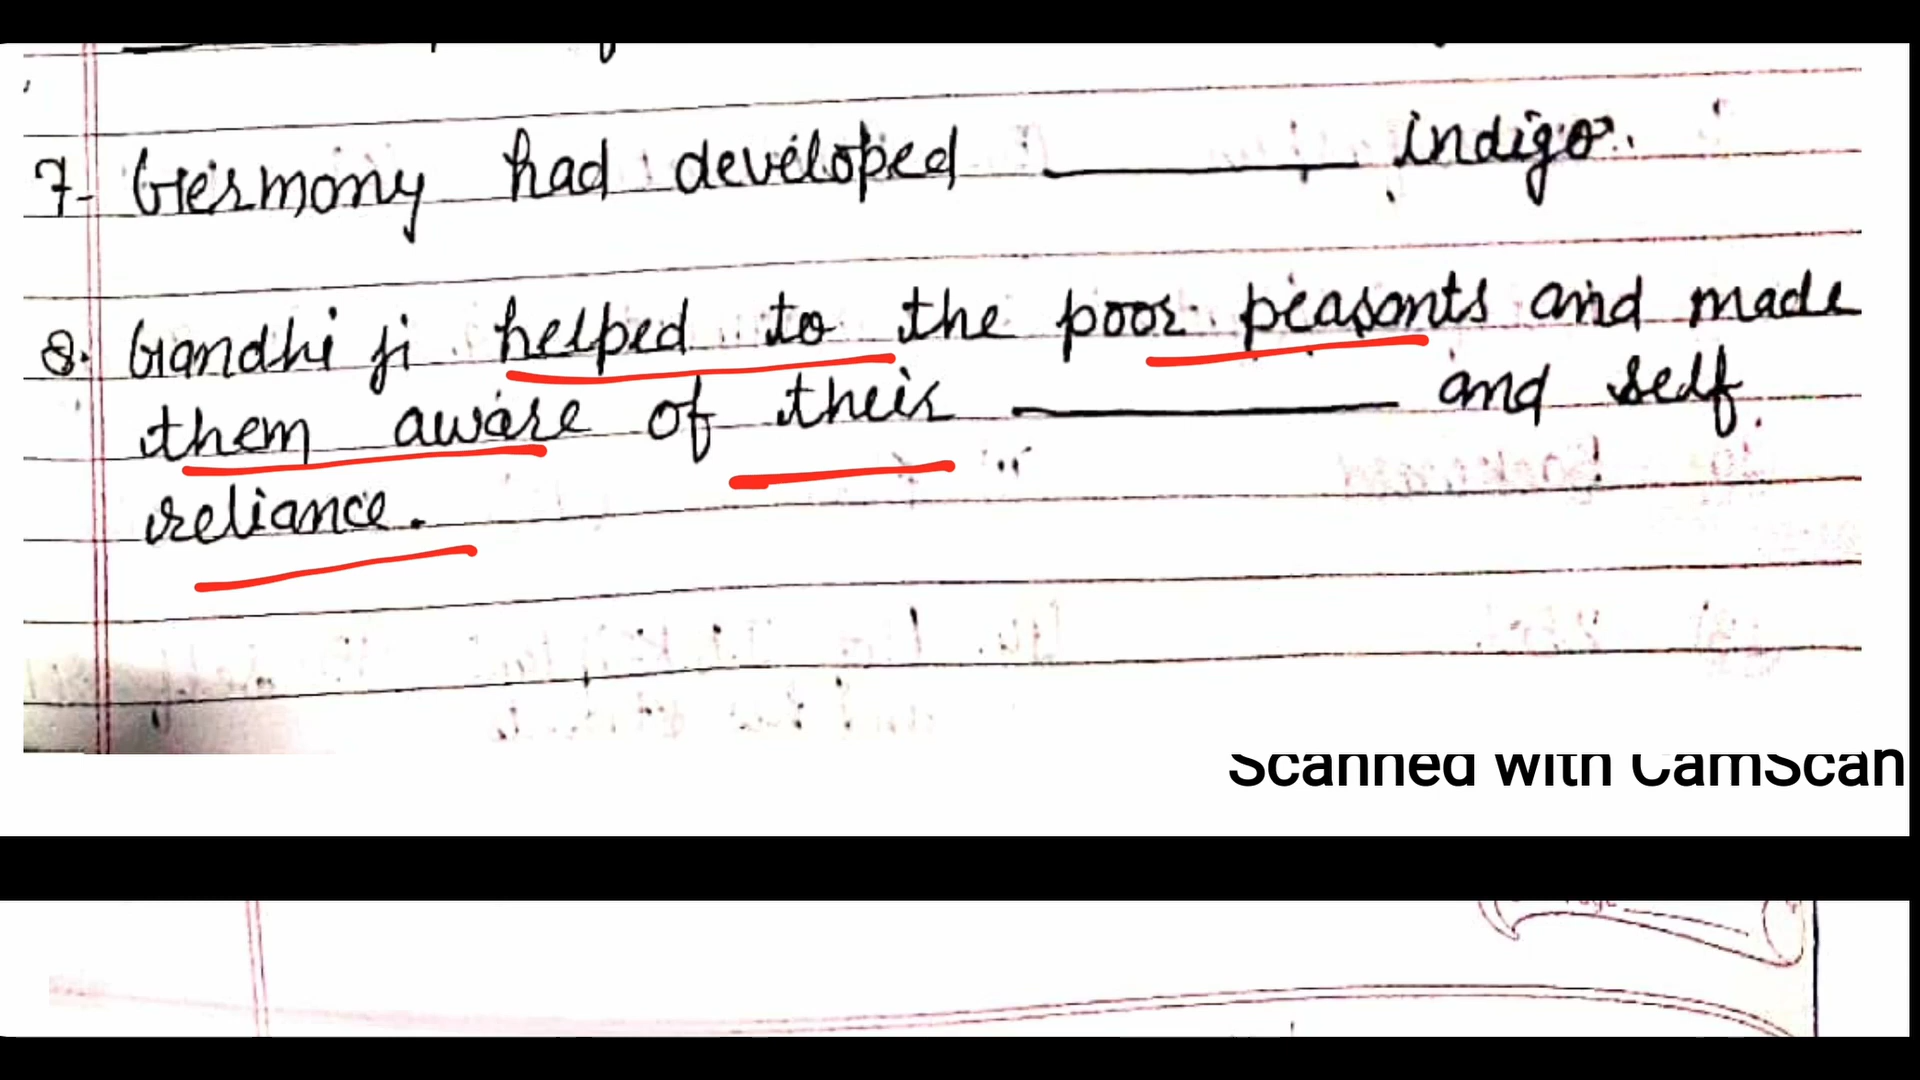 7. Germony had developed ________ indigo.
8. Gandhi ji helped to the poor peasants and made
them aware of their ________ and self
reliance.
Scanned with CamScan